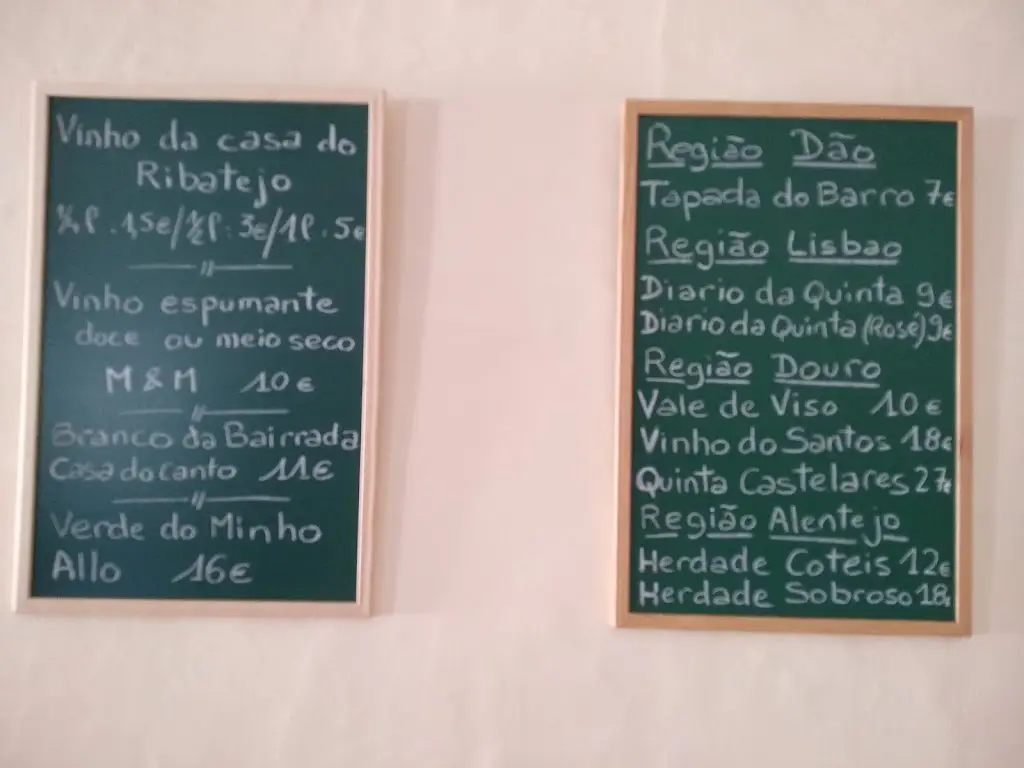 Vinho da casa do
Ribatejo
¼l. 1,5€/½l: 3€/1l. 5€
Vinho espumante
doce ou meio seco
M & M 10€
Branco da Bairrada
Casa do Canto 11€
Verde do Minho
Allo 16€
Região Dão
Tapada do Barro 7€
Região Lisbao
Diario da Quinta 9€
Diario da Quinta (Rosé) 9€
Região Douro
Vale de Viso 10€
Vinho do Santos 18€
Quinta Castelares 27€
Região Alentejo
Herdade Coteis 12€
Herdade Sobroso 18€